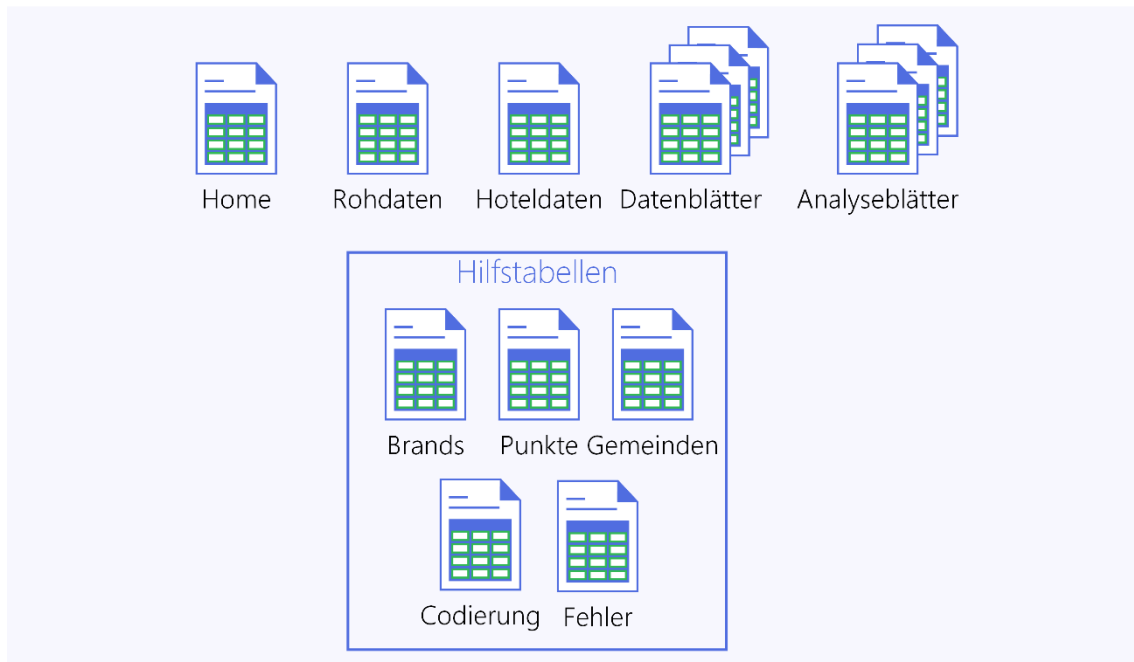 Home Rohdaten Hoteldaten Datenblätter Analyseblätter
Hilfstabellen
Brands Punkte Gemeinden
Codierung Fehler